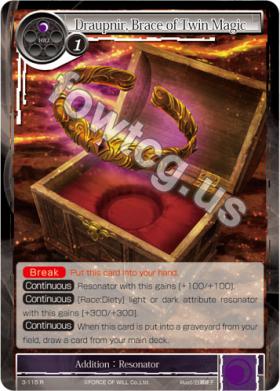 Draupnir, Brace of Twin Magic
WILL
1
fowtcg.us
Break Put this card into your hand.
Continuous Resonator with this gains [+100/+100].
Continuous [Race:Diety] light or dark attribute resonator
with this gains [+300/+300].
Continuous When this card is put into a graveyard from your
field, draw a card from your main deck.
Addition : Resonator
3-115 R
©FORCE OF WILL Co.,Ltd.